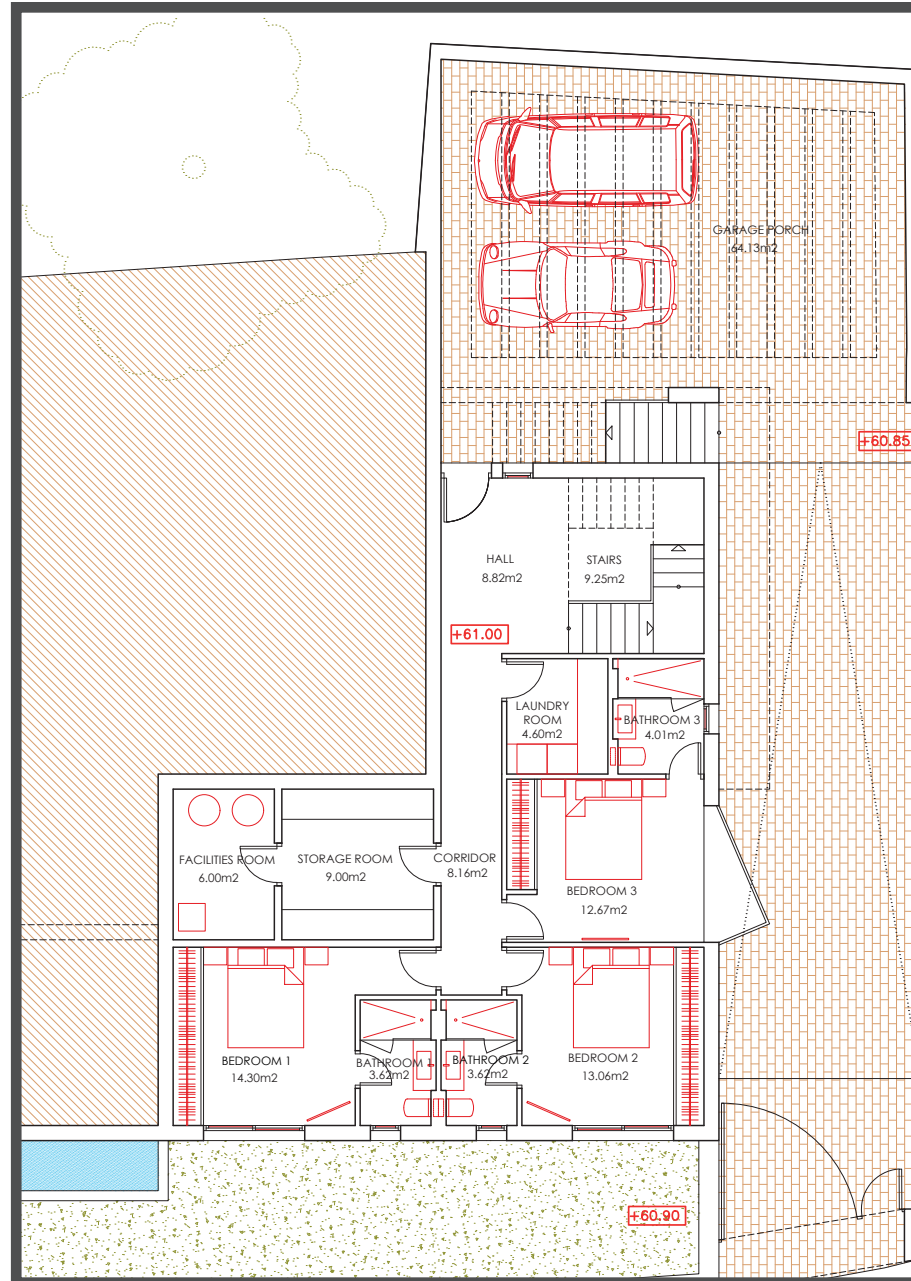 GARAGE PORCH
64.13m2
+60.85
HALL
8.82m2
STAIRS
9.25m2
+61.00
LAUNDRY
ROOM
4.60m2
BATHROOM 3
4.01m2
FACILITIES ROOM
6.00m2
STORAGE ROOM
9.00m2
CORRIDOR
8.16m2
BEDROOM 3
12.67m2
BEDROOM 1
14.30m2
BATHROOM 1
3.62m2
BATHROOM 2
3.62m2
BEDROOM 2
13.06m2
+60.90